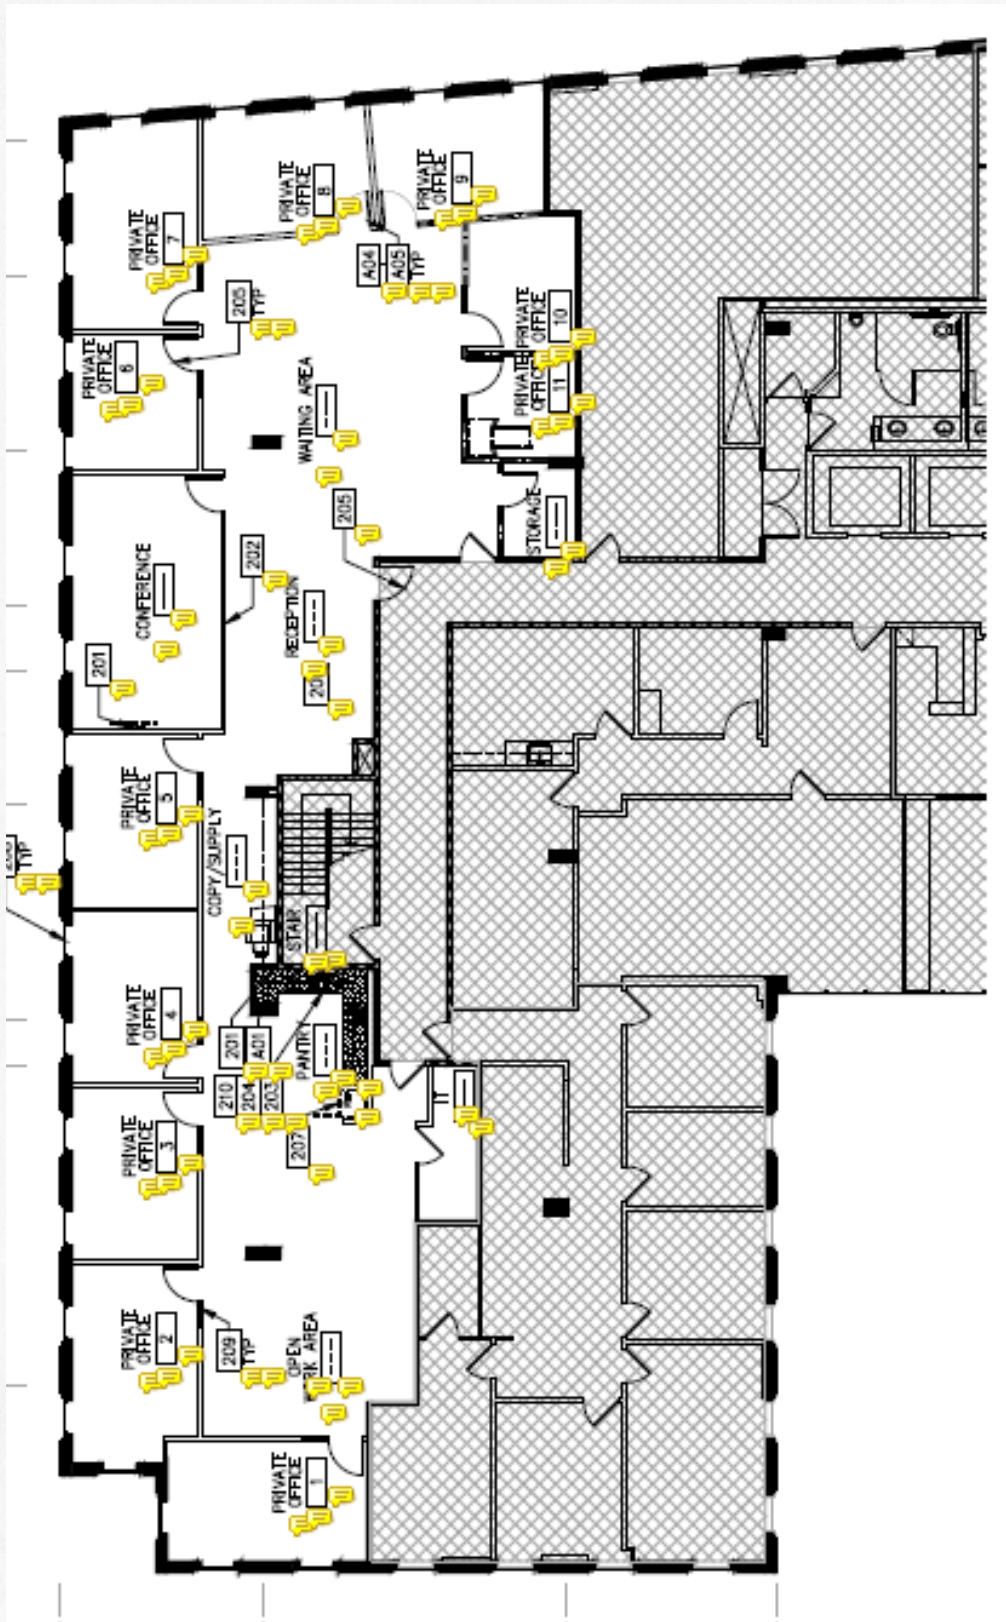 PRIVATE
OFFICE
7
PRIVATE
OFFICE
8
PRIVATE
OFFICE
9
A04
A05
TYP
205
TYP
PRIVATE
OFFICE
6
PRIVATE
OFFICE
10
PRIVATE
11
WAITING AREA
205
STORAGE
202
CONFERENCE
RECEPTION
201
PRIVATE
OFFICE
5
COPY/SUPPLY
TYP
STAIR
PRIVATE
OFFICE
4
201
A01
PANTRY
210
204
203
207
IT
PRIVATE
OFFICE
3
PRIVATE
OFFICE
2
209
TYP
OPEN
AREA
PRIVATE
OFFICE
1